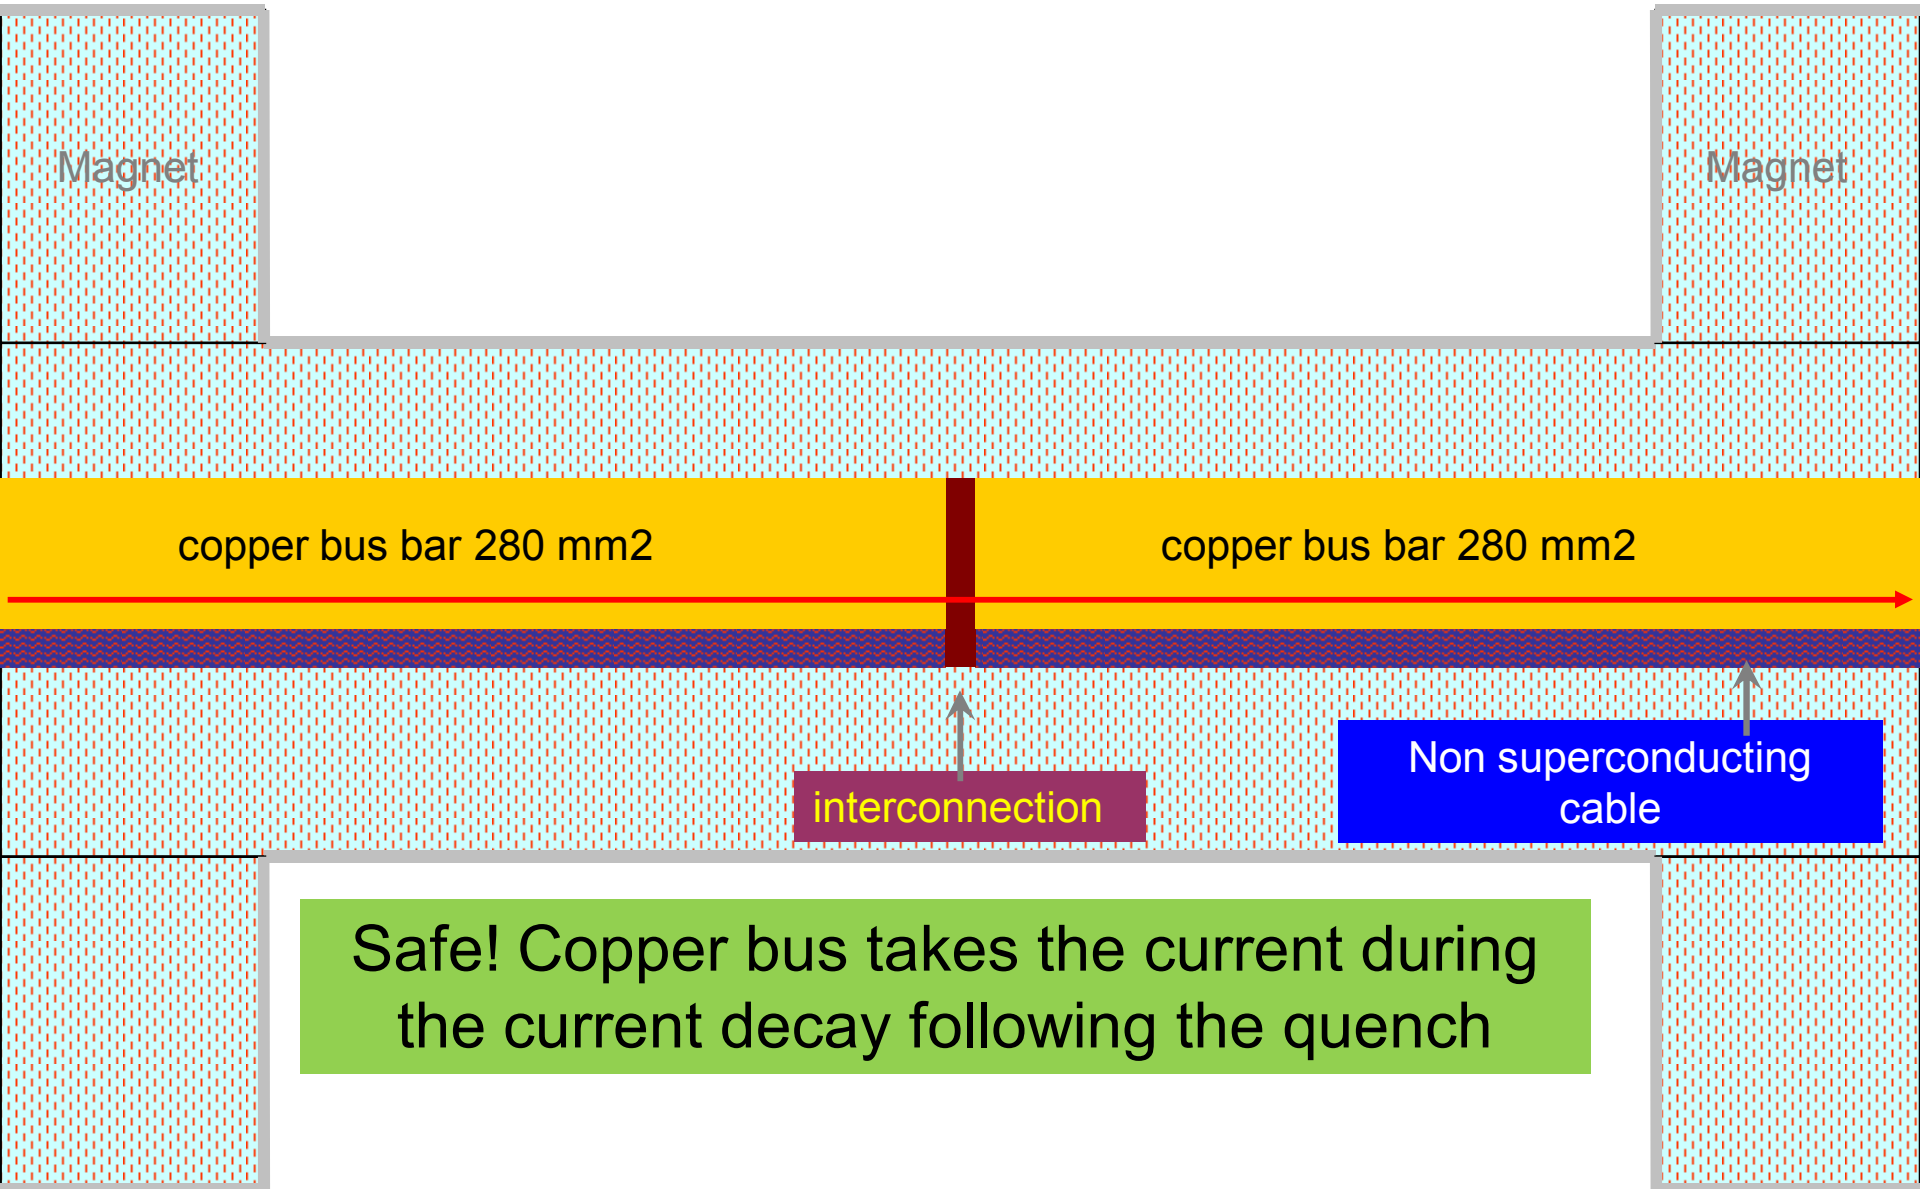 Magnet
Magnet
copper bus bar 280 mm2
copper bus bar 280 mm2
interconnection
Non superconducting
cable
Safe! Copper bus takes the current during
the current decay following the quench